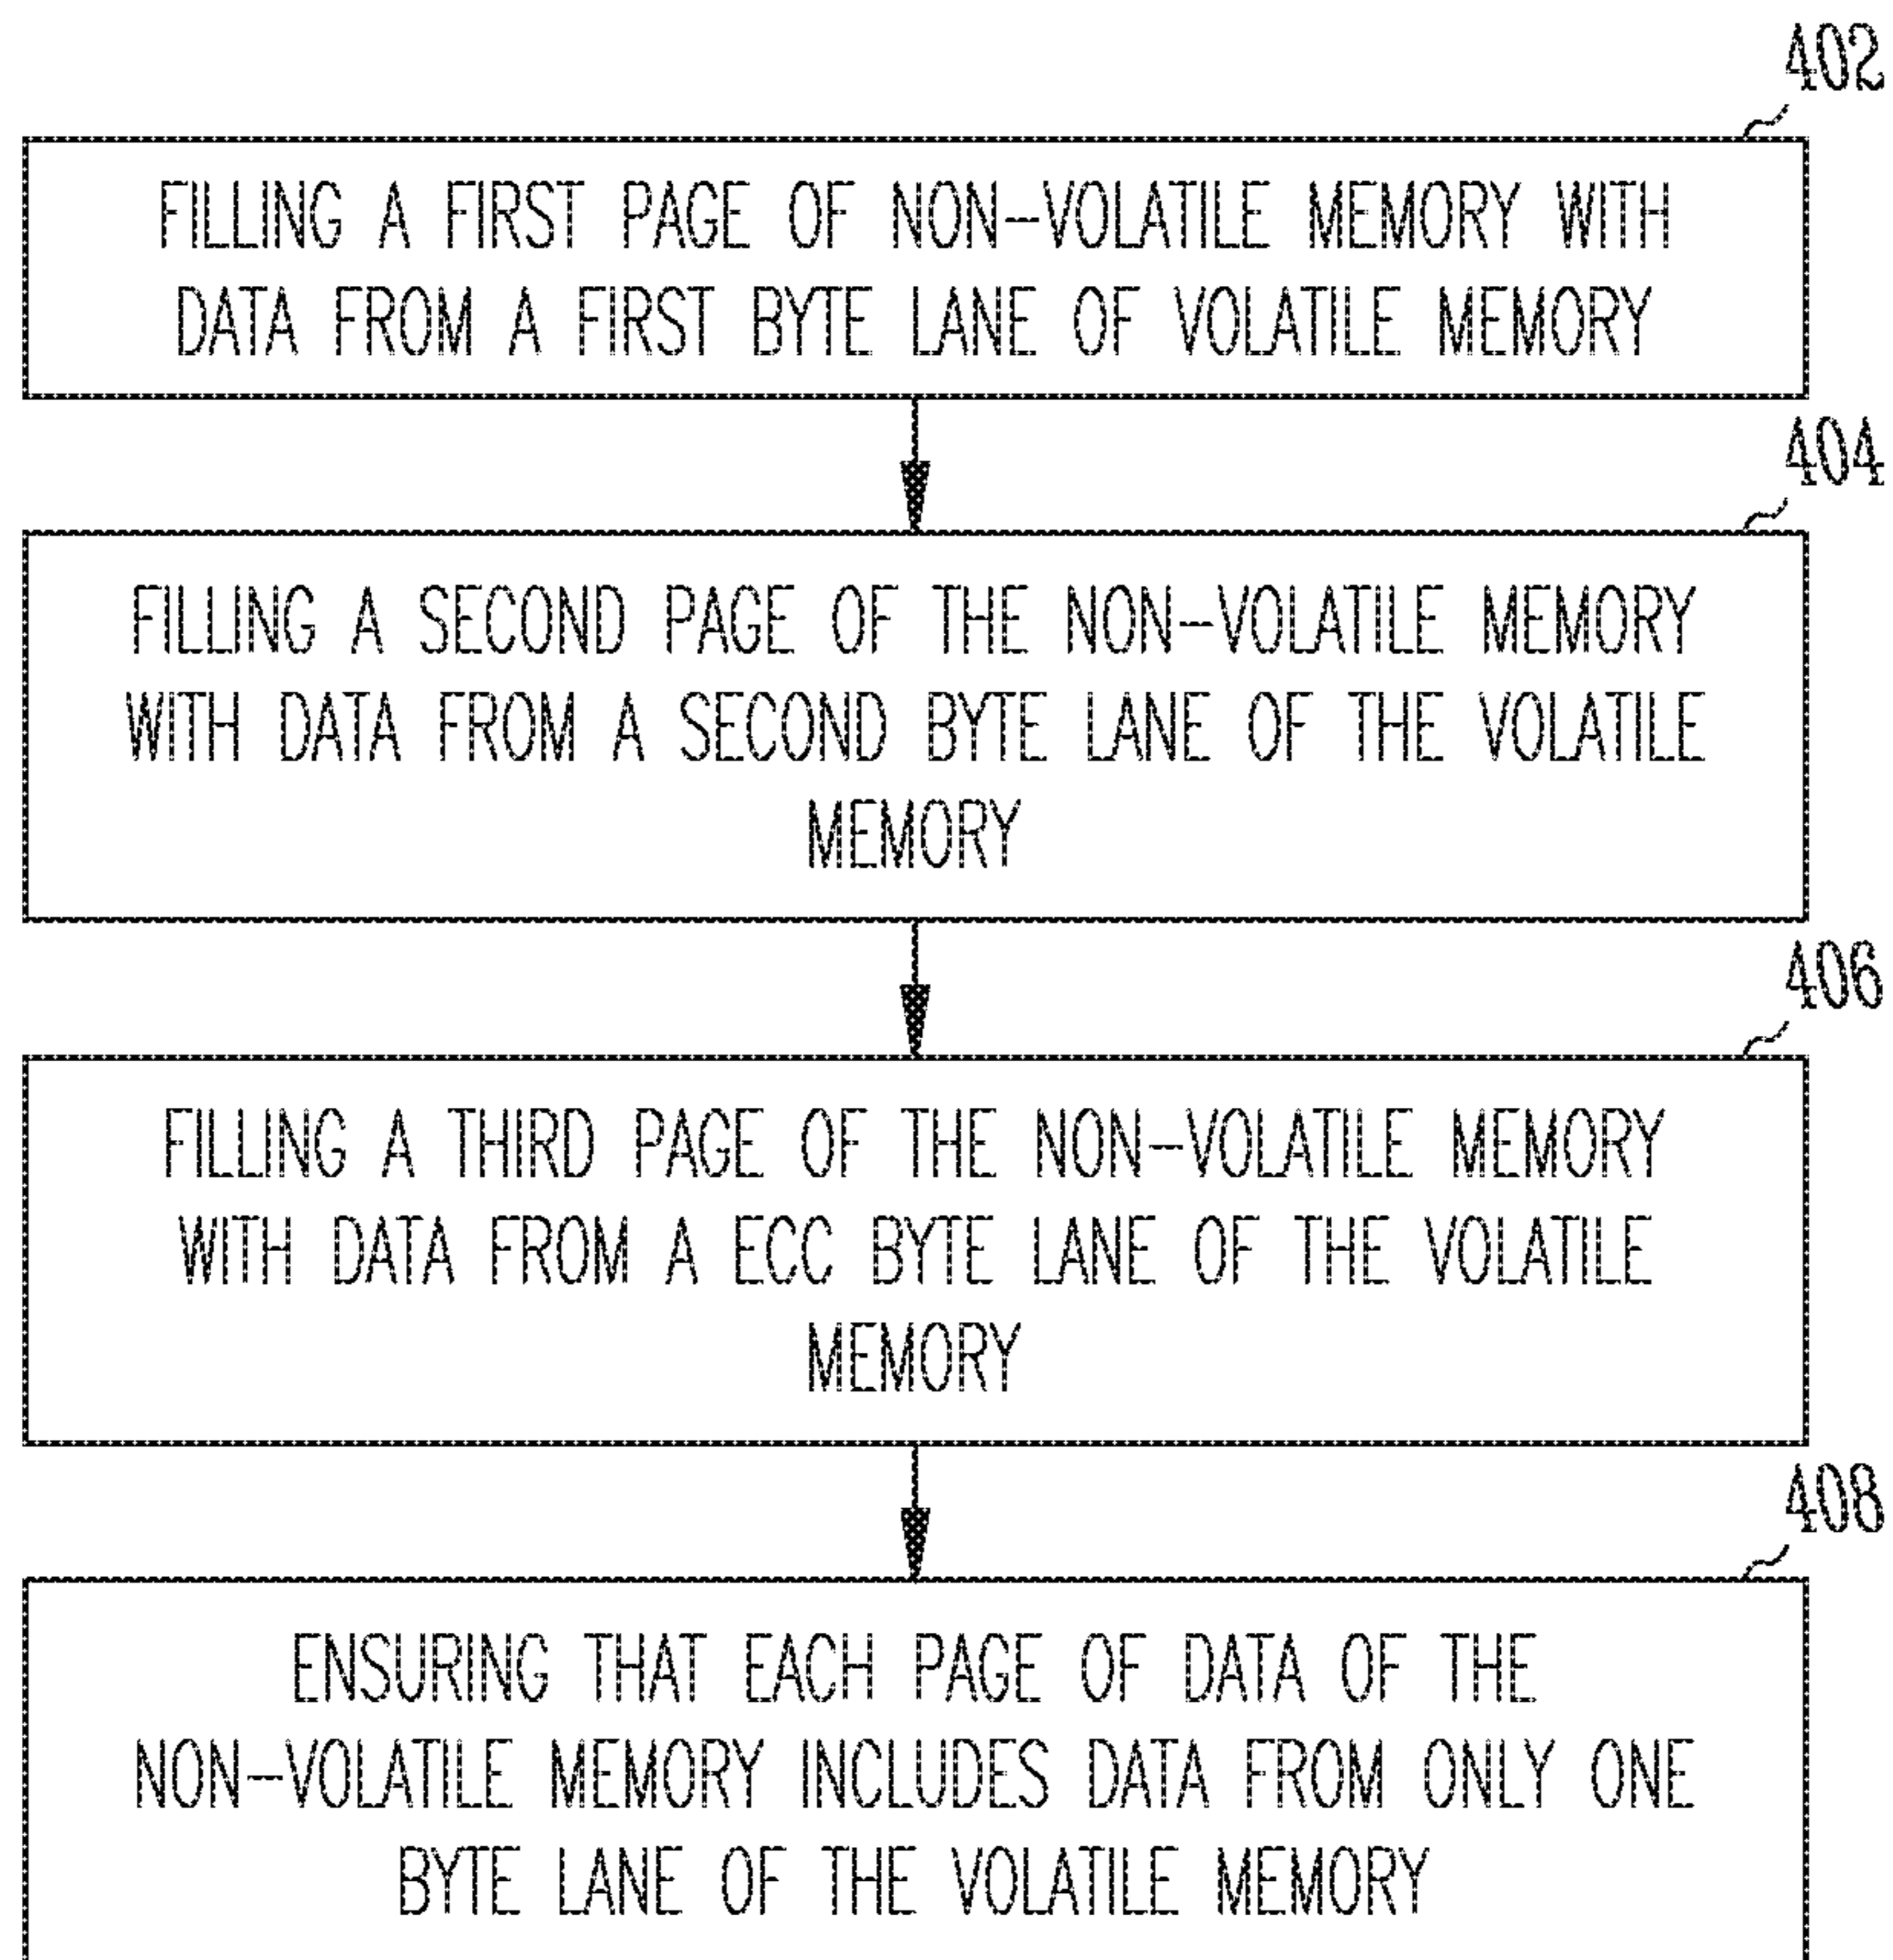 402
FILLING A FIRST PAGE OF NON-VOLATILE MEMORY WITH
DATA FROM A FIRST BYTE LANE OF VOLATILE MEMORY
404
FILLING A SECOND PAGE OF THE NON-VOLATILE MEMORY
WITH DATA FROM A SECOND BYTE LANE OF THE VOLATILE
MEMORY
406
FILLING A THIRD PAGE OF THE NON-VOLATILE MEMORY
WITH DATA FROM A ECC BYTE LANE OF THE VOLATILE
MEMORY
408
ENSURING THAT EACH PAGE OF DATA OF THE
NON-VOLATILE MEMORY INCLUDES DATA FROM ONLY ONE
BYTE LANE OF THE VOLATILE MEMORY